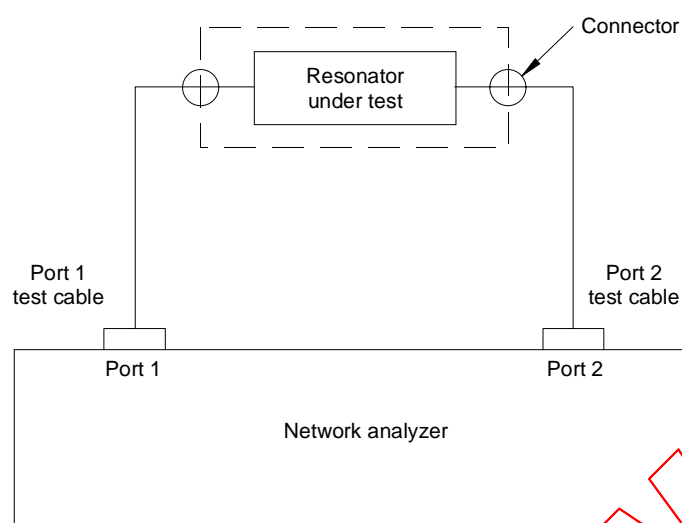 Connector
Resonator
under test
Port 1
test cable
Port 2
test cable
Port 1
Port 2
Network analyzer